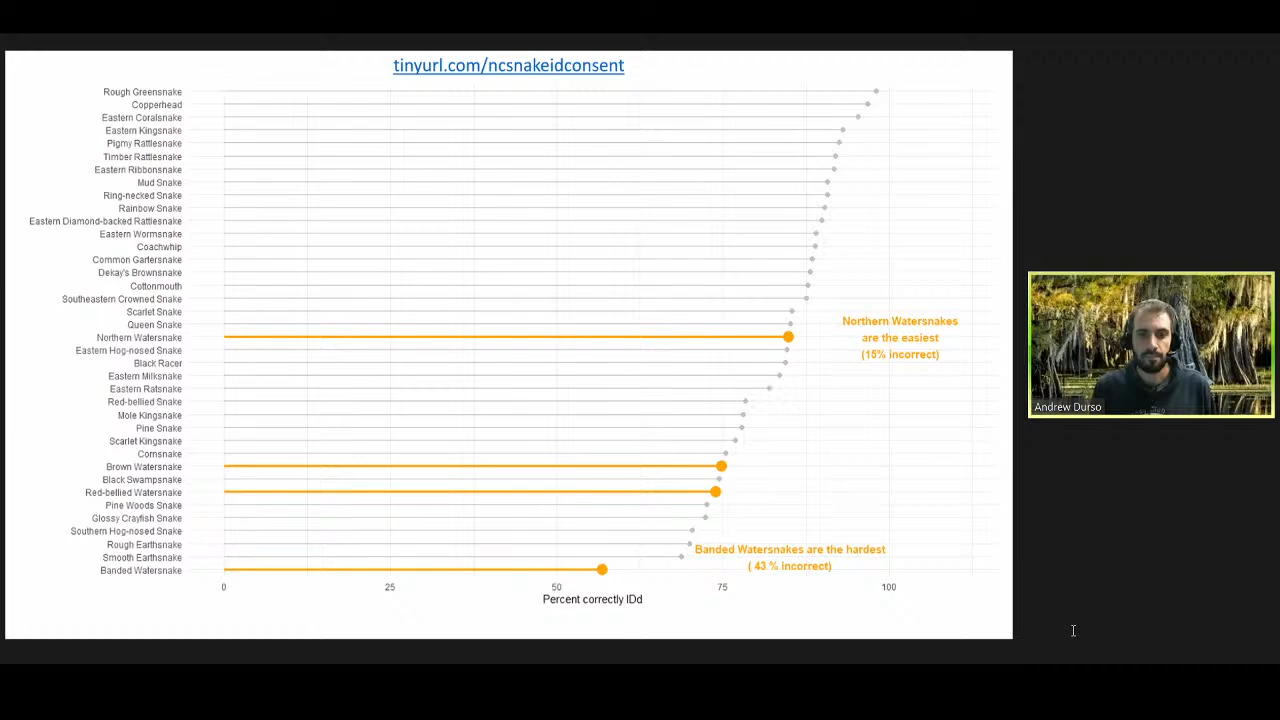 tinyurl.com/ncsnakeidconsent
Rough Greensnake
Copperhead
Eastern Coralsnake
Eastern Kingsnake
Pigmy Rattlesnake
Timber Rattlesnake
Eastern Ribbonsnake
Mud Snake
Ring-necked Snake
Rainbow Snake
Eastern Diamond-backed Rattlesnake
Eastern Wormsnake
Coachwhip
Common Gartersnake
Dekay's Brownsnake
Cottonmouth
Southeastern Crowned Snake
Scarlet Snake
Queen Snake
Northern Watersnake
Eastern Hog-nosed Snake
Black Racer
Eastern Milksnake
Eastern Ratsnake
Red-bellied Snake
Mole Kingsnake
Pine Snake
Scarlet Kingsnake
Cornsnake
Brown Watersnake
Black Swampsnake
Red-bellied Watersnake
Pine Woods Snake
Glossy Crayfish Snake
Southern Hog-nosed Snake
Rough Earthsnake
Smooth Earthsnake
Banded Watersnake
Northern Watersnakes
are the easiest
(15% incorrect)
Banded Watersnakes are the hardest
( 43 % incorrect)
0 25 50 75 100
Percent correctly IDd
Andrew Durso